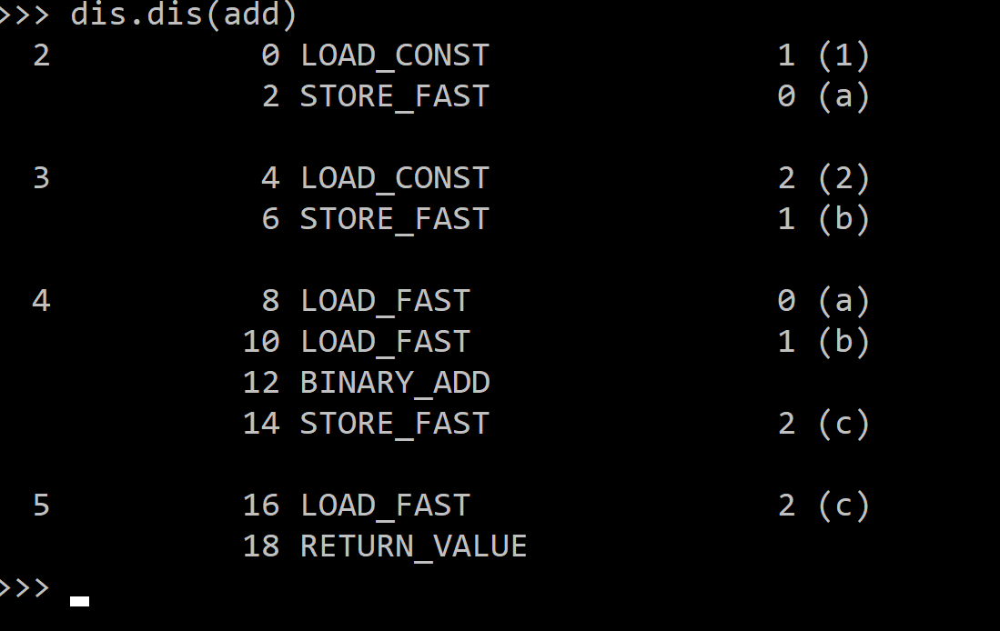 >>> dis.dis(add)
2 0 LOAD_CONST 1 (1)
2 STORE_FAST 0 (a)
3 4 LOAD_CONST 2 (2)
6 STORE_FAST 1 (b)
4 8 LOAD_FAST 0 (a)
10 LOAD_FAST 1 (b)
12 BINARY_ADD
14 STORE_FAST 2 (c)
5 16 LOAD_FAST 2 (c)
18 RETURN_VALUE
>>>